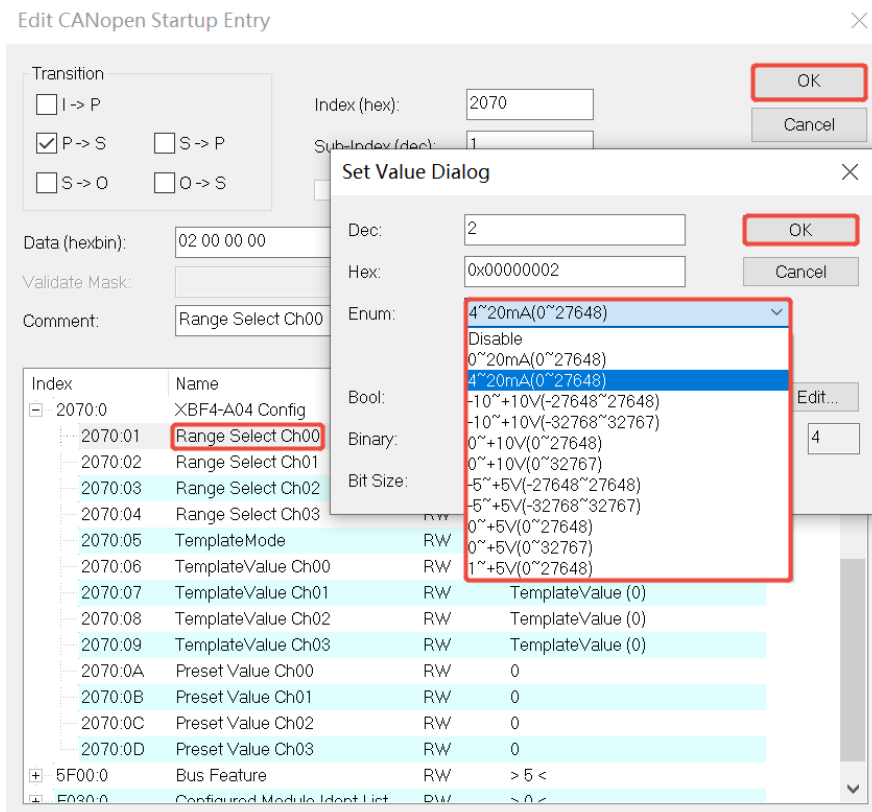 Edit CANopen Startup Entry
Transition
I -> P
P -> S
S -> P
S -> O
O -> S
Index (hex):
2070
Sub-Index (dec):
1
OK
Cancel
Data (hexbin):
02 00 00 00
Validate Mask:
Comment:
Range Select Ch00
Edit...
4
Set Value Dialog
Dec:
2
OK
Hex:
0x00000002
Cancel
Enum:
4~20mA(0~27648)
Disable
0~20mA(0~27648)
4~20mA(0~27648)
-10~+10V(-27648~27648)
-10~+10V(-32768~32767)
0~+10V(0~27648)
0~+10V(0~32767)
-5~+5V(-27648~27648)
-5~+5V(-32768~32767)
0~+5V(0~27648)
0~+5V(0~32767)
1~+5V(0~27648)
Bool:
Binary:
Bit Size:
Index Name
2070:0 XBF4-A04 Config
2070:01 Range Select Ch00
2070:02 Range Select Ch01
2070:03 Range Select Ch02
2070:04 Range Select Ch03 RW
2070:05 TemplateMode RW
2070:06 TemplateValue Ch00 RW
2070:07 TemplateValue Ch01 RW TemplateValue (0)
2070:08 TemplateValue Ch02 RW TemplateValue (0)
2070:09 TemplateValue Ch03 RW TemplateValue (0)
2070:0A Preset Value Ch00 RW 0
2070:0B Preset Value Ch01 RW 0
2070:0C Preset Value Ch02 RW 0
2070:0D Preset Value Ch03 RW 0
5F00:0 Bus Feature RW > 5 <
F030:0 Configured Module Ident List RW > 0 <